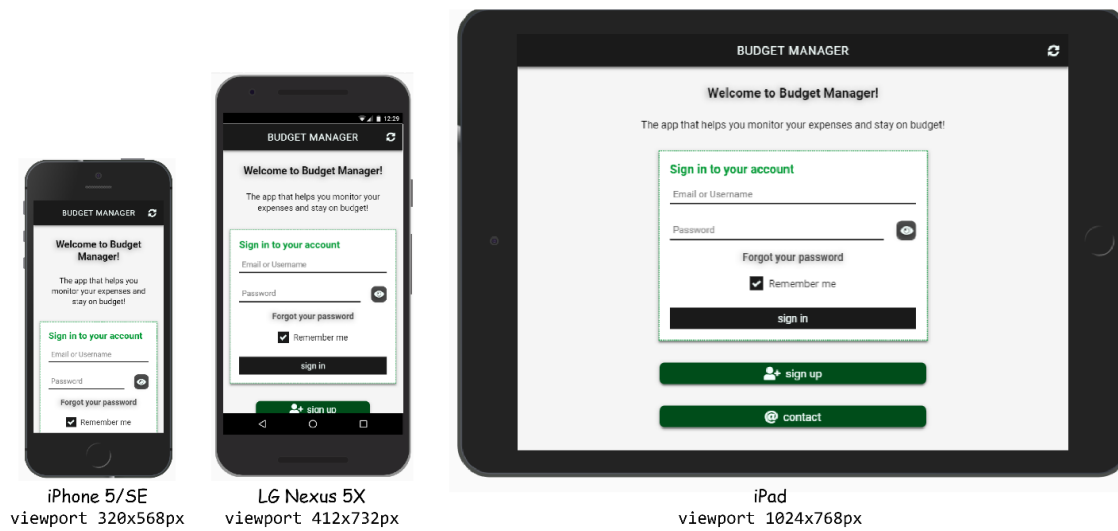 BUDGET MANAGER
Welcome to Budget
Manager!
The app that helps you
monitor your expenses and
stay on budget!
Sign in to your account
Email or Username
Password
Forgot your password
Remember me
iPhone 5/SE
viewport 320x568px
12:29
BUDGET MANAGER
Welcome to Budget Manager!
The app that helps you monitor your
expenses and stay on budget!
Sign in to your account
Email or Username
Password
Forgot your password
Remember me
sign in
sign up
LG Nexus 5X
viewport 412x732px
BUDGET MANAGER
Welcome to Budget Manager!
The app that helps you monitor your expenses and stay on budget!
Sign in to your account
Email or Username
Password
Forgot your password
Remember me
sign in
sign up
@ contact
iPad
viewport 1024x768px